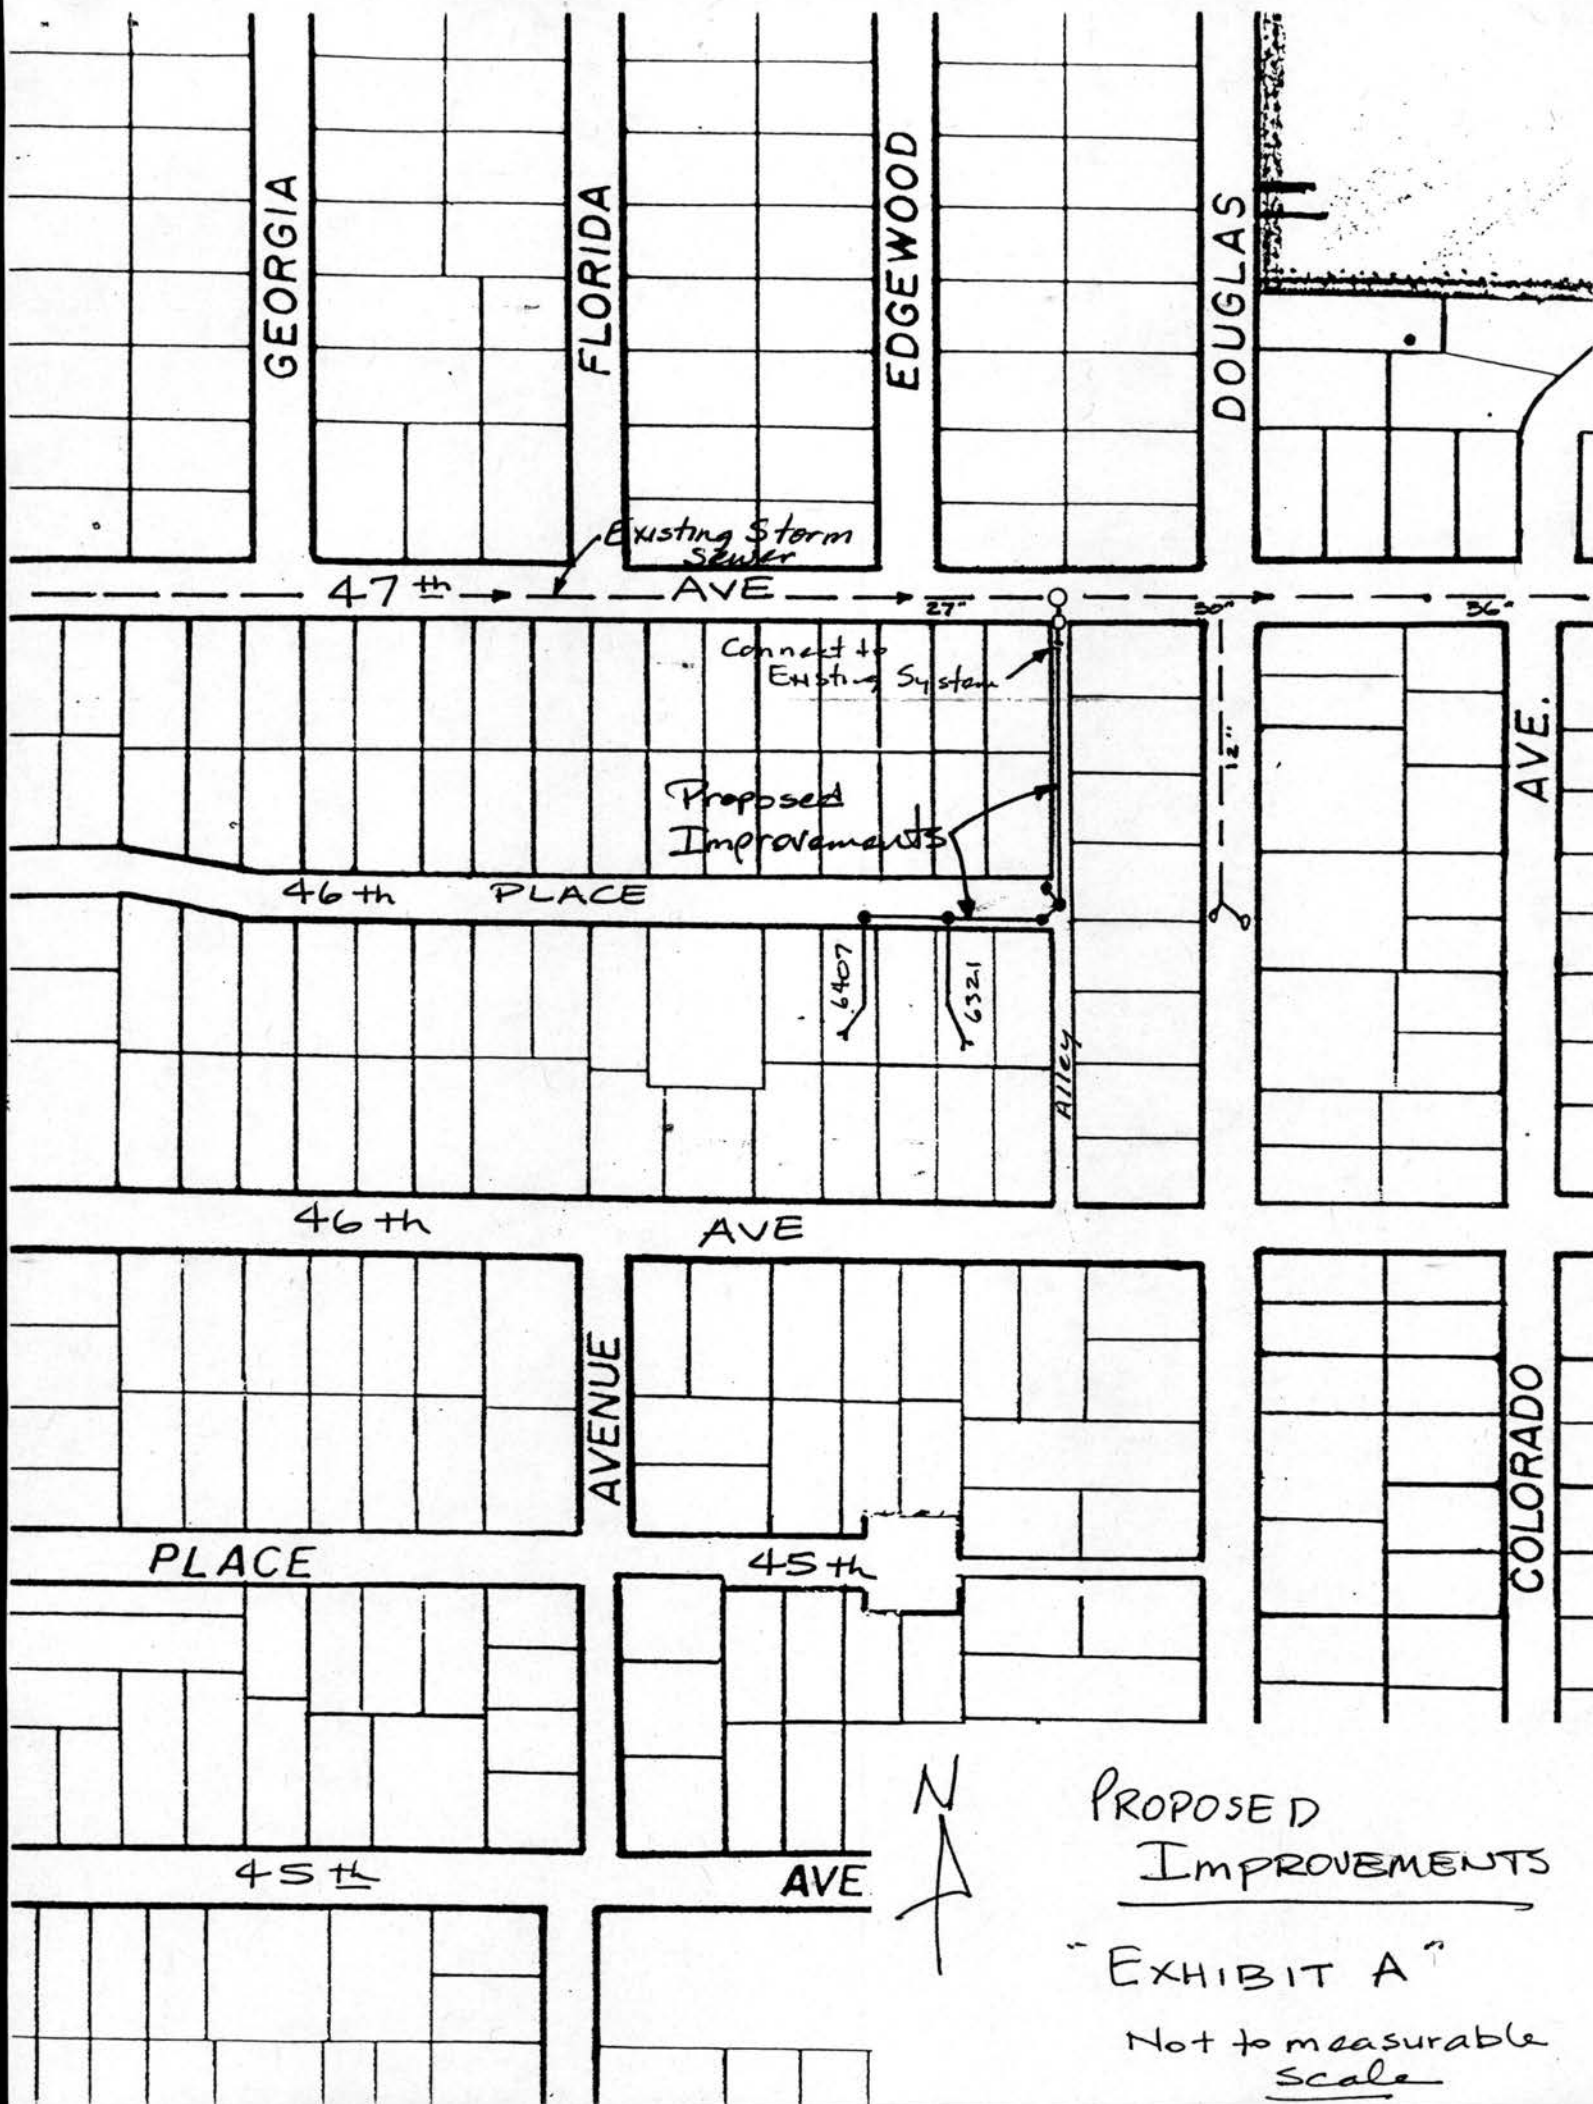 GEORGIA
FLORIDA
EDGEWOOD
DOUGLAS
Existing Storm
Sewer
47th AVE
27"
30"
36"
Connect to
Existing System
12"
AVE.
Proposed
Improvements
46th PLACE
6407
6321
Alley
46th AVE
AVENUE
COLORADO
PLACE
45th
45th
AVE
N
PROPOSED
IMPROVEMENTS
"EXHIBIT A"
Not to measurable
scale